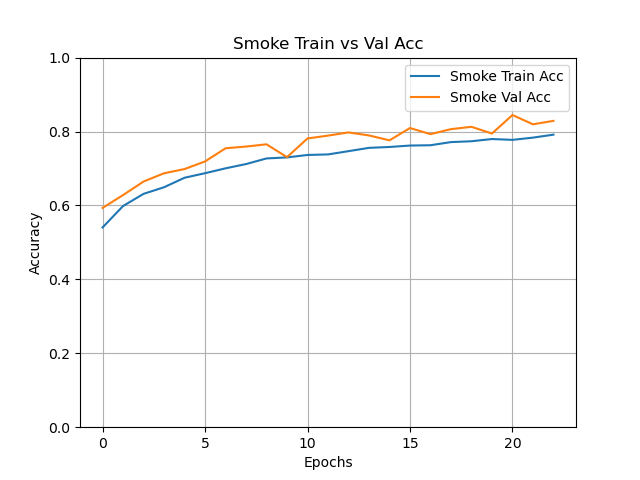 Smoke Train vs Val Acc
1.0
Smoke Train Acc
Smoke Val Acc
0.8
0.6
Accuracy
0.4
0.2
0.0
0 5 10 15 20
Epochs